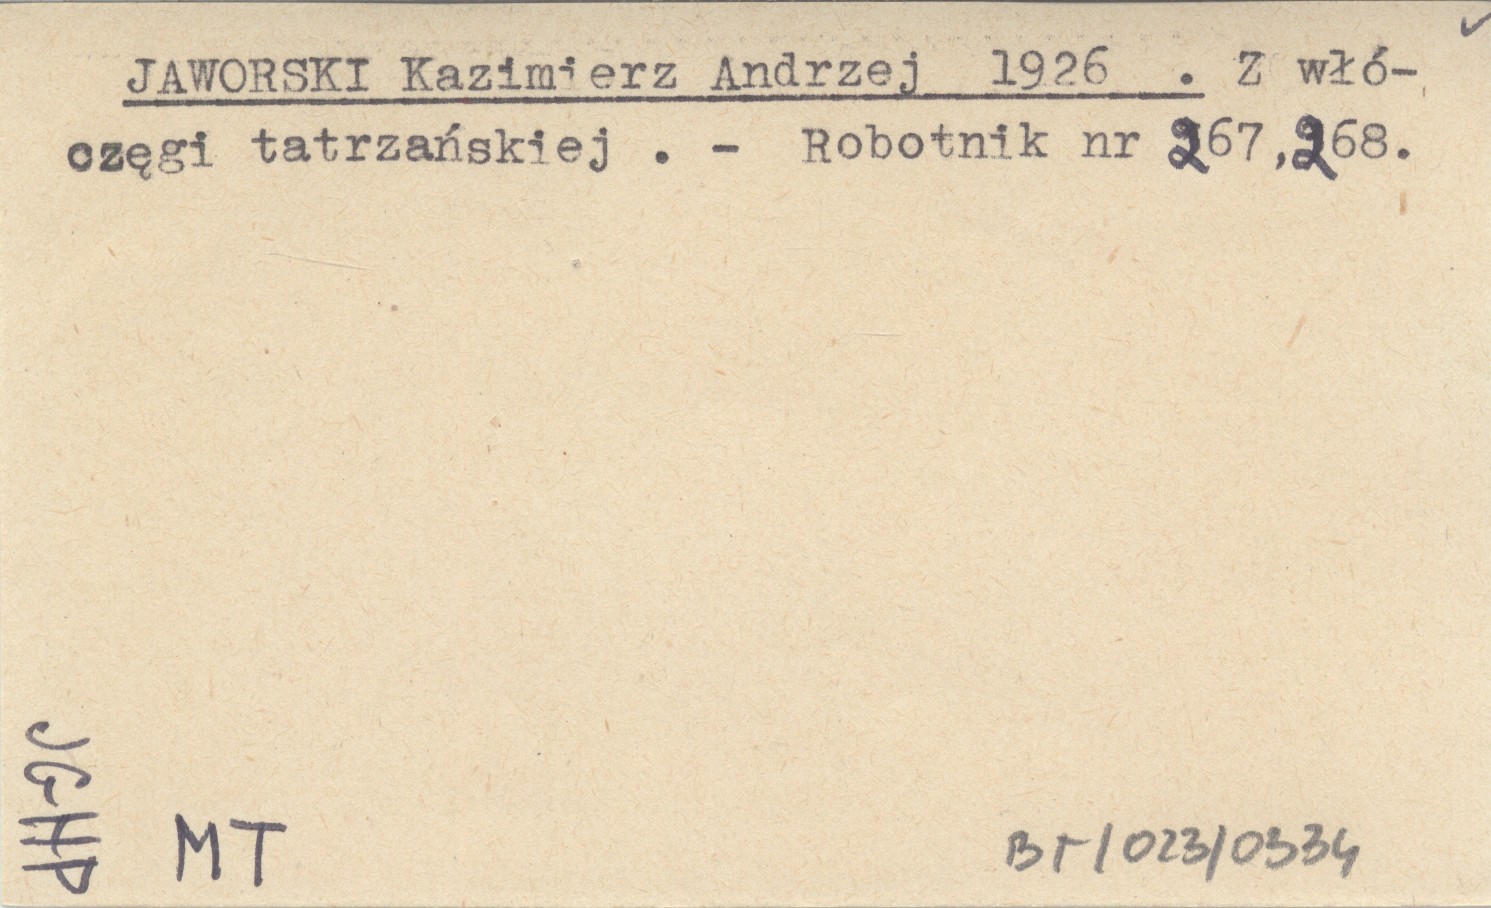 JAWORSKI Kazimierz Andrzej 1926 . Z włó-
częgi tatrzańskiej . - Robotnik nr 267,268.
JGHP
MT
Br/023/0334